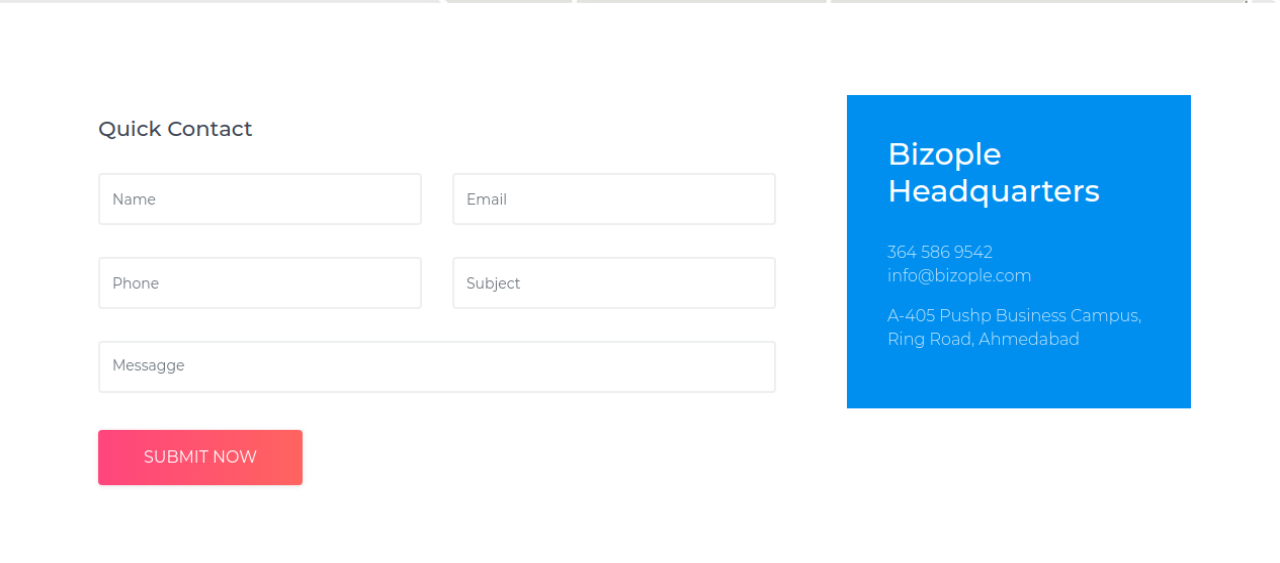 Quick Contact
Name
Email
Phone
Subject
Messagge
SUBMIT NOW
Bizople
Headquarters
364 586 9542
info@bizople.com
A-405 Pushp Business Campus,
Ring Road, Ahmedabad